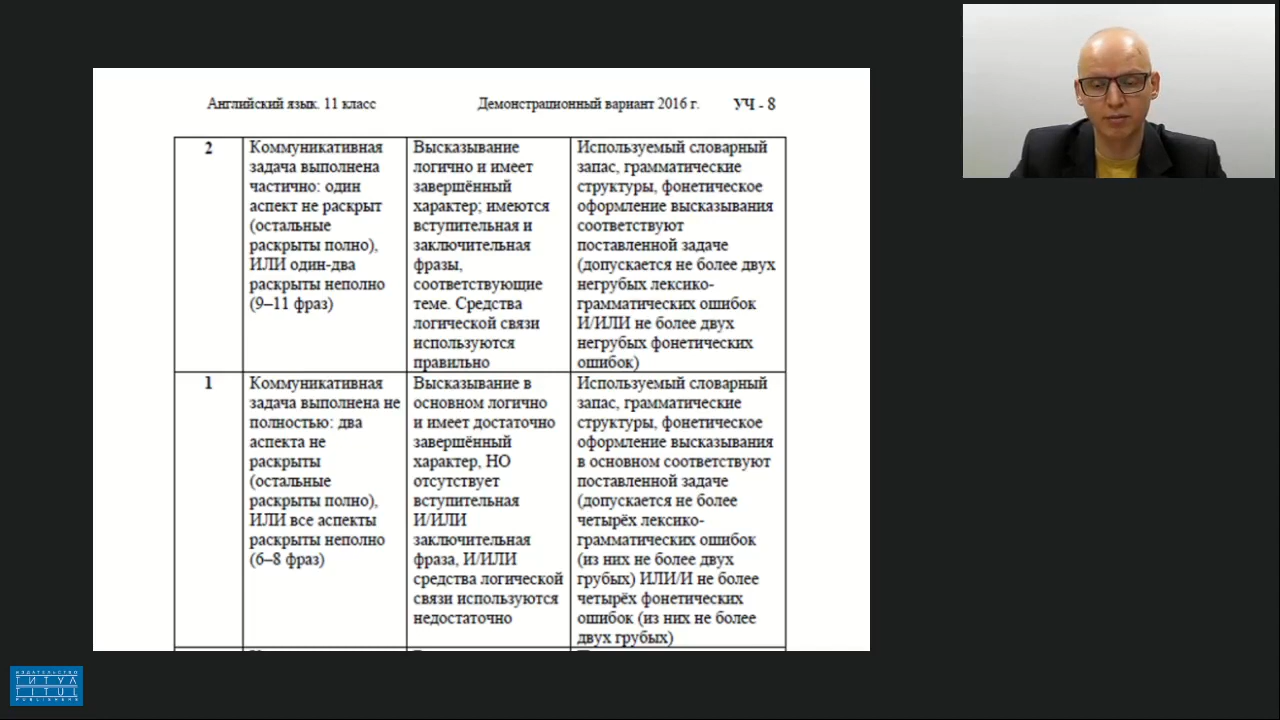 Английский язык. 11 класс
Демонстрационный вариант 2016 г.
УЧ - 8
2
Коммуникативная
задача выполнена
частично: один
аспект не раскрыт
(остальные
раскрыты полно),
ИЛИ один-два
раскрыты неполно
(9–11 фраз)
Высказывание
логично и имеет
завершённый
характер; имеются
вступительная и
заключительная
фразы,
соответствующие
теме. Средства
логической связи
используются
правильно
Используемый словарный
запас, грамматические
структуры, фонетическое
оформление высказывания
соответствуют
поставленной задаче
(допускается не более двух
негрубых лексико-
грамматических ошибок
И/ИЛИ не более двух
негрубых фонетических
ошибок)
1
Коммуникативная
задача выполнена не
полностью: два
аспекта не
раскрыты
(остальные
раскрыты полно),
ИЛИ все аспекты
раскрыты неполно
(6–8 фраз)
Высказывание в
основном логично
и имеет достаточно
завершённый
характер, НО
отсутствует
вступительная
И/ИЛИ
заключительная
фраза, И/ИЛИ
средства логической
связи используются
недостаточно
Используемый словарный
запас, грамматические
структуры, фонетическое
оформление высказывания
в основном соответствуют
поставленной задаче
(допускается не более
четырёх лексико-
грамматических ошибок
(из них не более двух
грубых) ИЛИ/И не более
четырёх фонетических
ошибок (из них не более
двух грубых)
ИЗДАТЕЛЬСТВО
ТИТУЛ
TITUL
PUBLISHERS